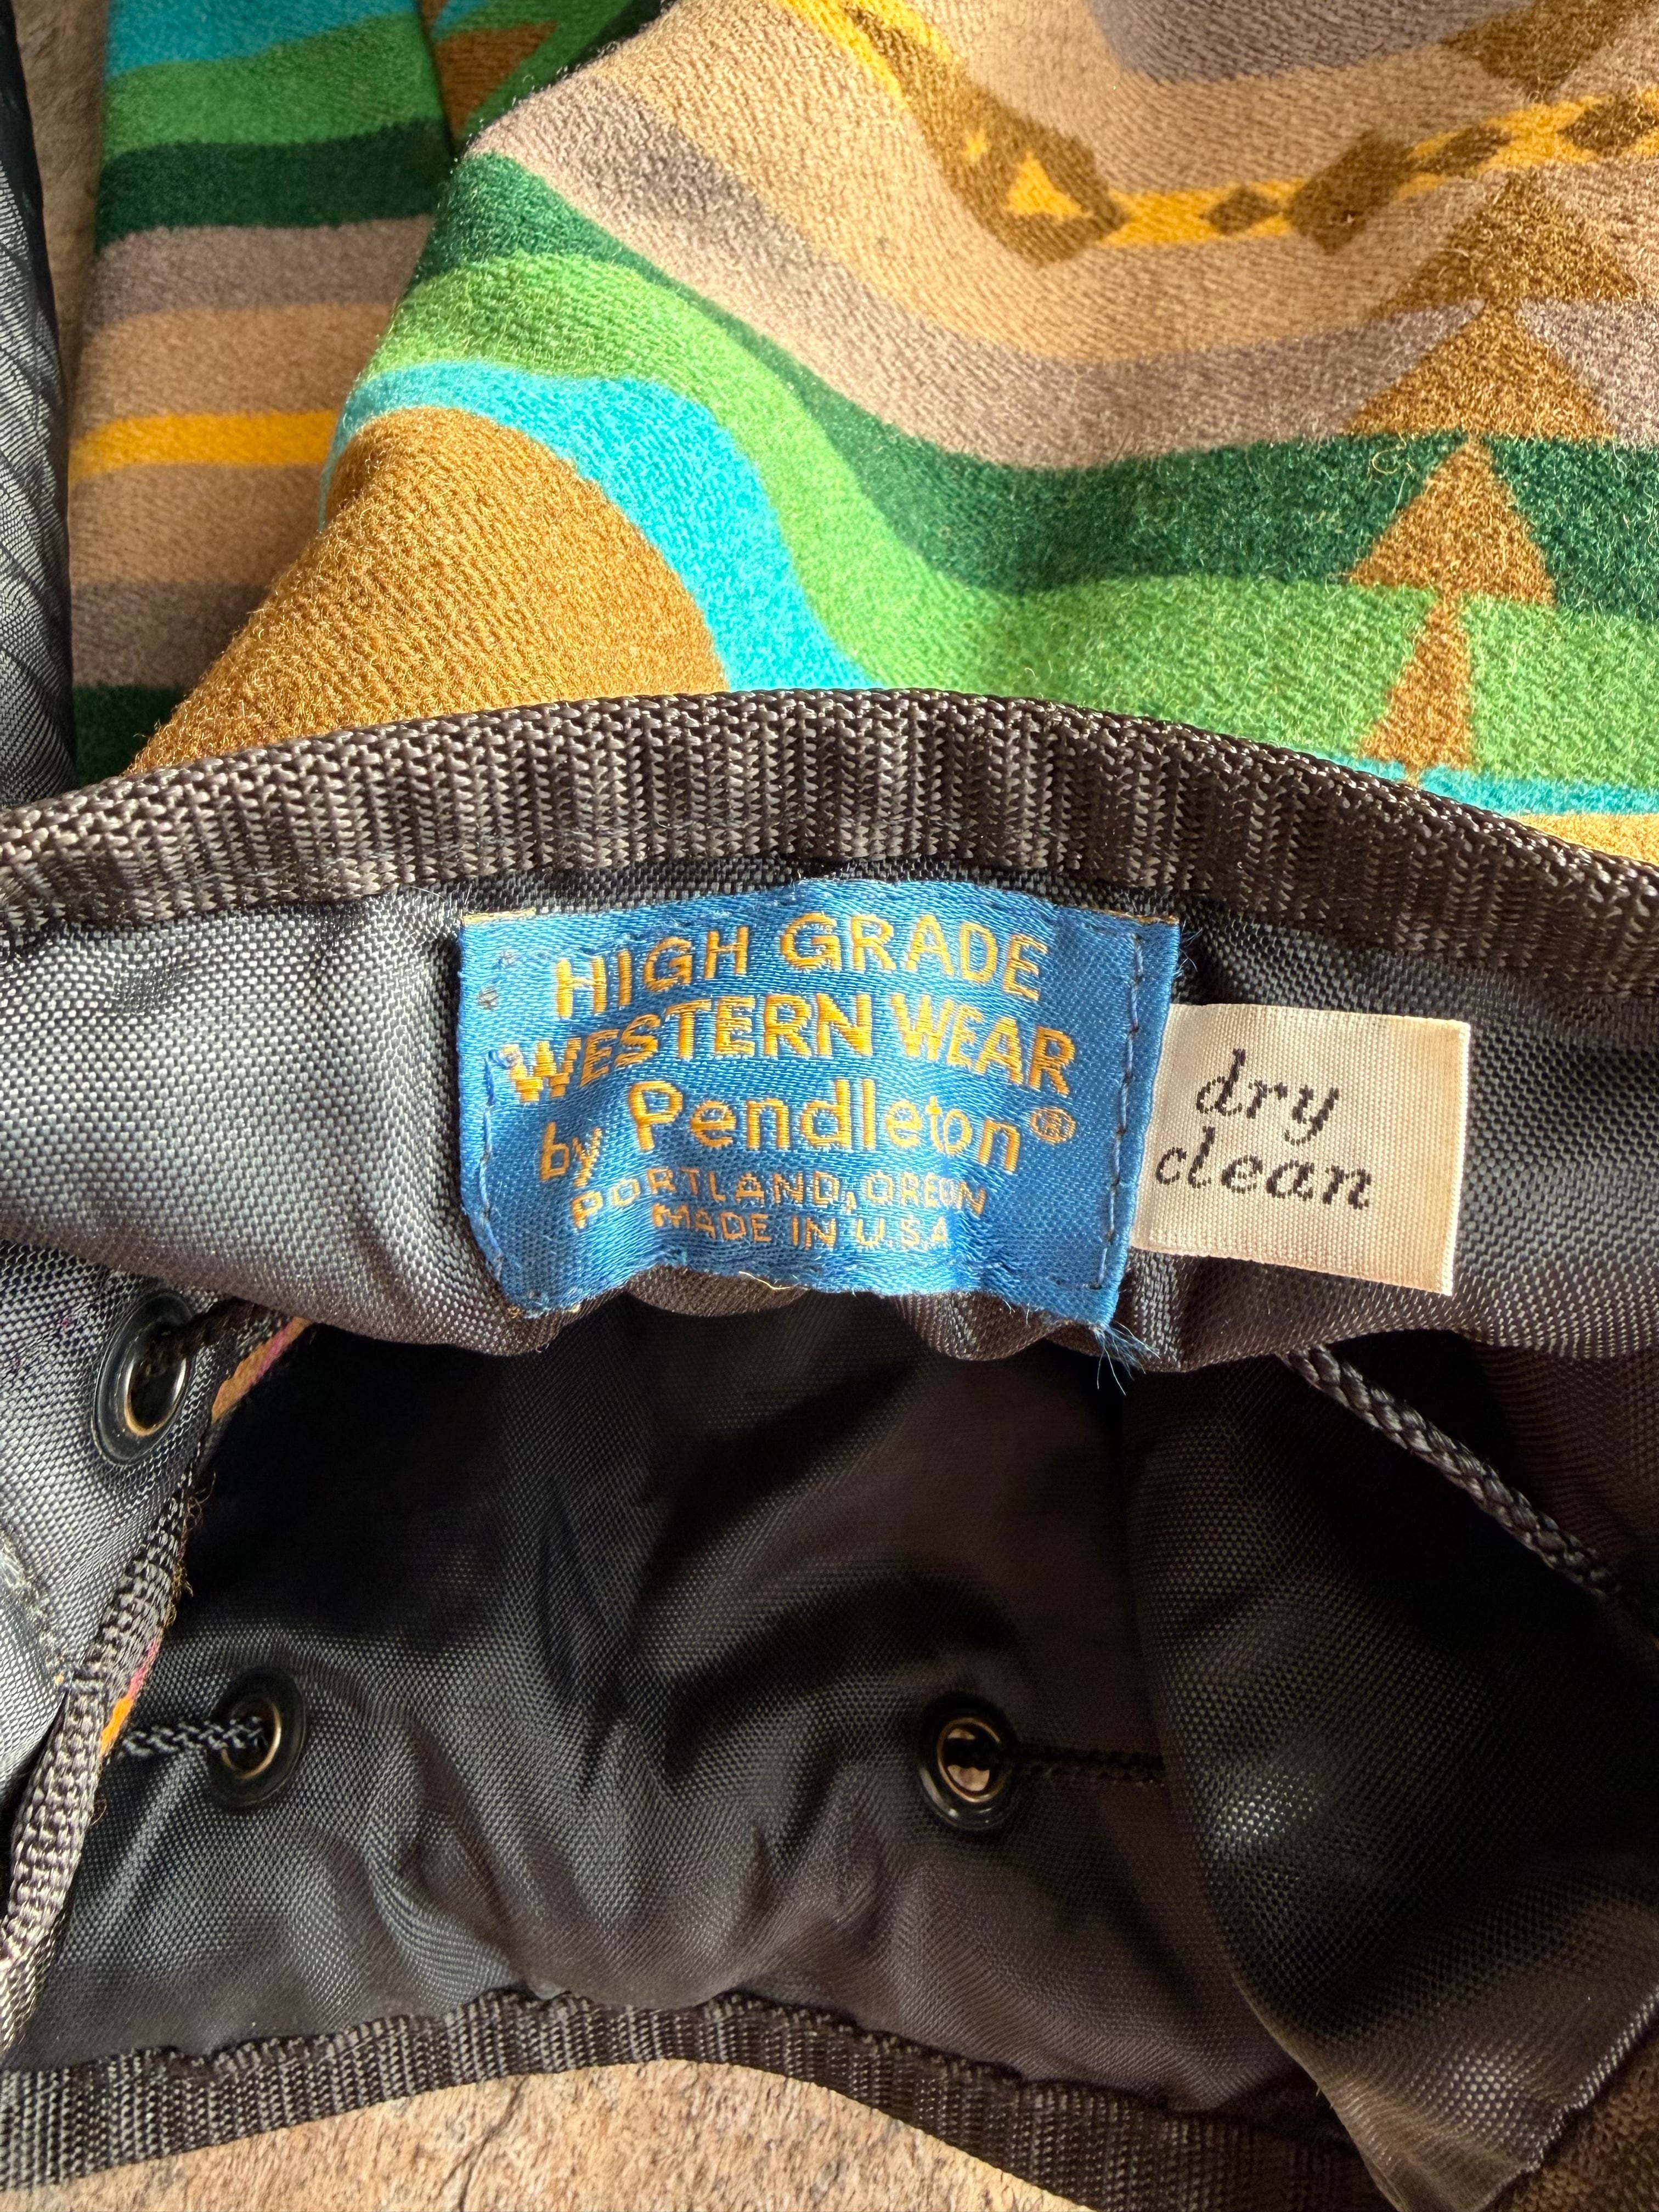 HIGH GRADE
WESTERN WEAR
by Pendleton®
PORTLAND, OREGON
MADE IN U.S.A
dry
clean